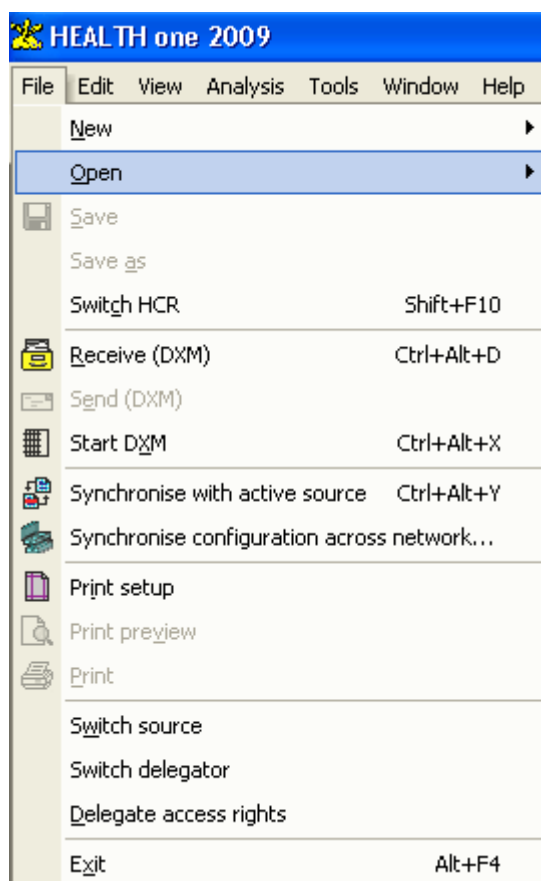 HEALTH one 2009
File Edit View Analysis Tools Window Help
New
Open
Save
Save as
Switch HCR Shift+F10
Receive (DXM) Ctrl+Alt+D
Send (DXM)
Start DXM Ctrl+Alt+X
Synchronise with active source Ctrl+Alt+Y
Synchronise configuration across network...
Print setup
Print preview
Print
Switch source
Switch delegator
Delegate access rights
Exit Alt+F4